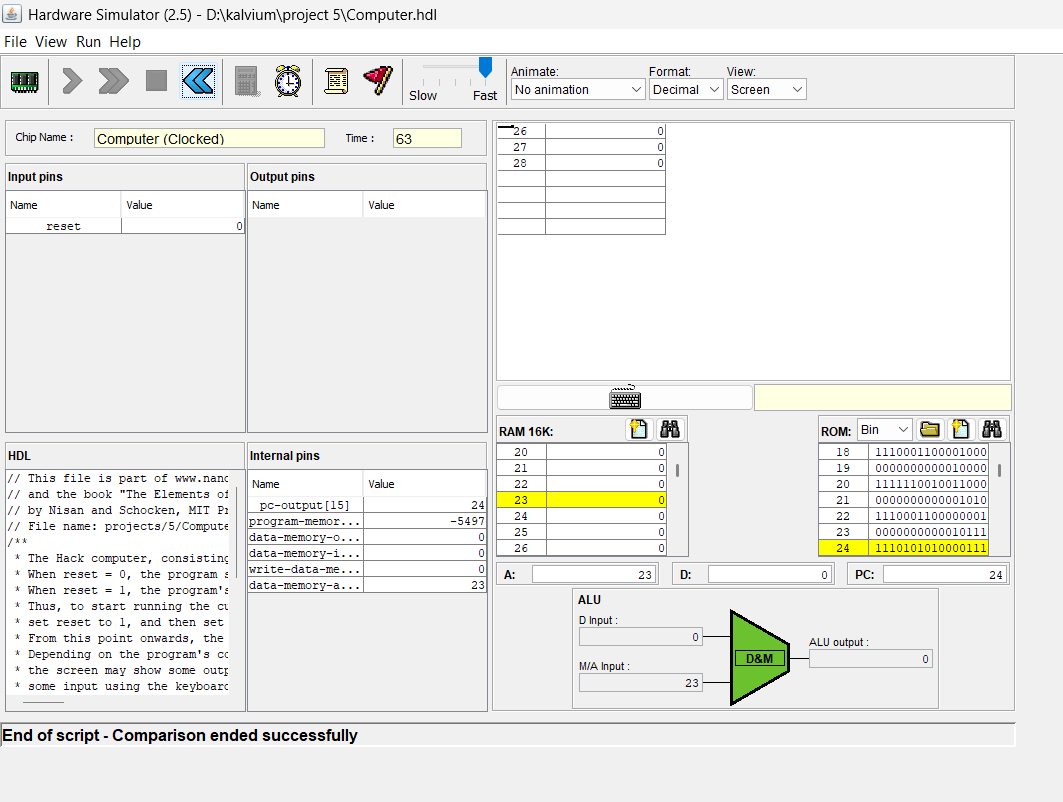 Hardware Simulator (2.5) - D:\kalvium\project 5\Computer.hdl
File View Run Help
Slow Fast
Animate: Format: View:
No animation Decimal Screen
Chip Name : Computer (Clocked) Time : 63
Input pins
Name Value
reset 0
Output pins
Name Value
26 0
27 0
28 0
HDL
// This file is part of www.nand
// and the book "The Elements of
// by Nisan and Schocken, MIT Pr
// File name: projects/5/Compute
/**
* The Hack computer, consisting
* When reset = 0, the program s
* When reset = 1, the program's
* Thus, to start running the cu
* set reset to 1, and then set
* From this point onwards, the
* Depending on the program's co
* the screen may show some outp
* some input using the keyboard
Internal pins
Name Value
pc-output[15] 24
program-memor... -5497
data-memory-o... 0
data-memory-i... 0
write-data-me... 0
data-memory-a... 23
RAM 16K:
20 0
21 0
22 0
23 0
24 0
25 0
26 0
ROM: Bin
18 1110001100001000
19 0000000000010000
20 1111110010011000
21 0000000000001010
22 1110001100000001
23 0000000000010111
24 1110101010000111
A: 23 D: 0 PC: 24
ALU
D Input :
0
M/A Input :
23
D&M
ALU output :
0
End of script - Comparison ended successfully